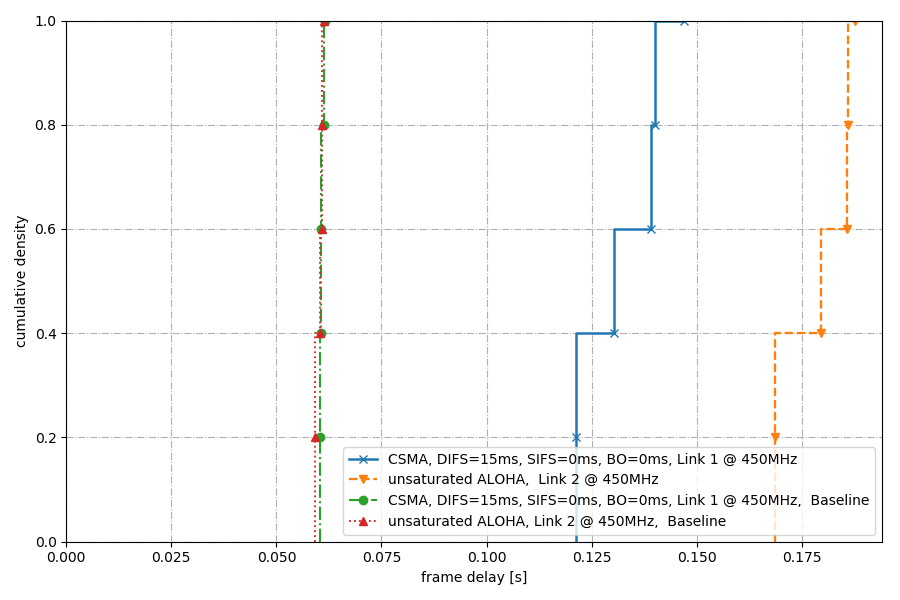 1.0
0.8
0.6
0.4
0.2
0.0
cumulative density
CSMA, DIFS=15ms, SIFS=0ms, BO=0ms, Link 1 @ 450MHz
unsaturated ALOHA,  Link 2 @ 450MHz
CSMA, DIFS=15ms, SIFS=0ms, BO=0ms, Link 1 @ 450MHz,  Baseline
unsaturated ALOHA, Link 2 @ 450MHz,  Baseline
0.000 0.025 0.050 0.075 0.100 0.125 0.150 0.175
frame delay [s]